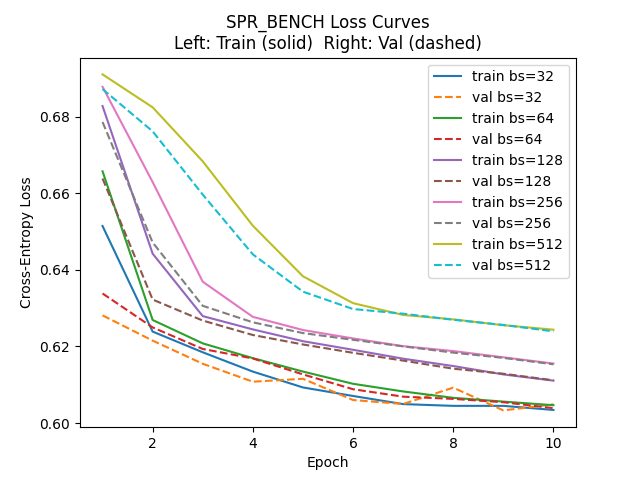 SPR_BENCH Loss Curves
Left: Train (solid)  Right: Val (dashed)
Cross-Entropy Loss
0.68
0.66
0.64
0.62
0.60
train bs=32
val bs=32
train bs=64
val bs=64
train bs=128
val bs=128
train bs=256
val bs=256
train bs=512
val bs=512
2
4
6
8
10
Epoch